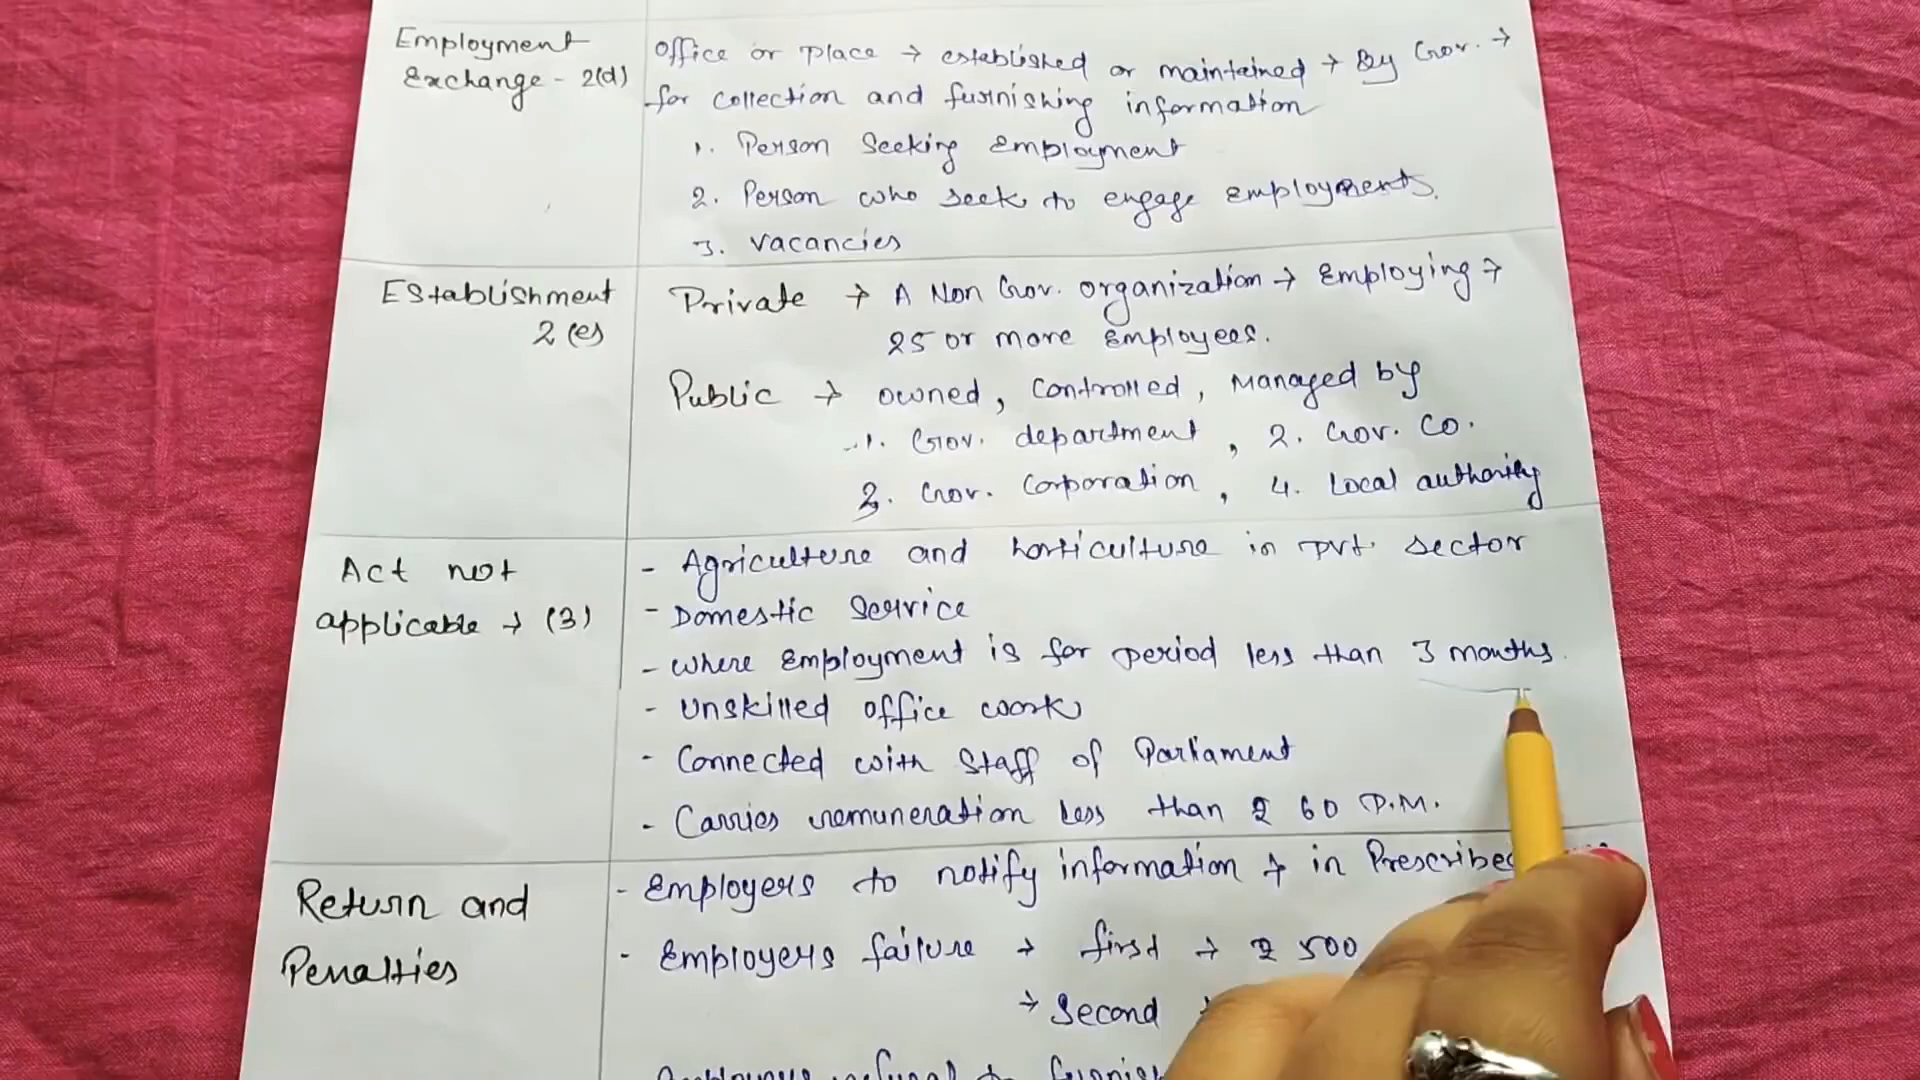 Employment
Exchange - 2(d)
Office or place → established or maintained → By Gov. →
for collection and furnishing information
1. Person Seeking Employment
2. Person who seek to engage employments.
3. Vacancies
Establishment
2(e)
Private → A Non Gov. organization → Employing →
25 or more Employees.
Public → owned, Controlled, Managed by
1. Gov. department, 2. Gov. Co.
3. Gov. Corporation, 4. Local authority
Act not
applicable → (3)
- Agriculture and horticulture in pvt. sector
- Domestic Service
- where Employment is for period less than 3 months.
- Unskilled office work
- Connected with Staff of Parliament
- Carries remuneration less than ₹ 60 P.M.
Return and
Penalties
- Employers to notify information → in
- Employers failure → first → ₹ 500
→ Second